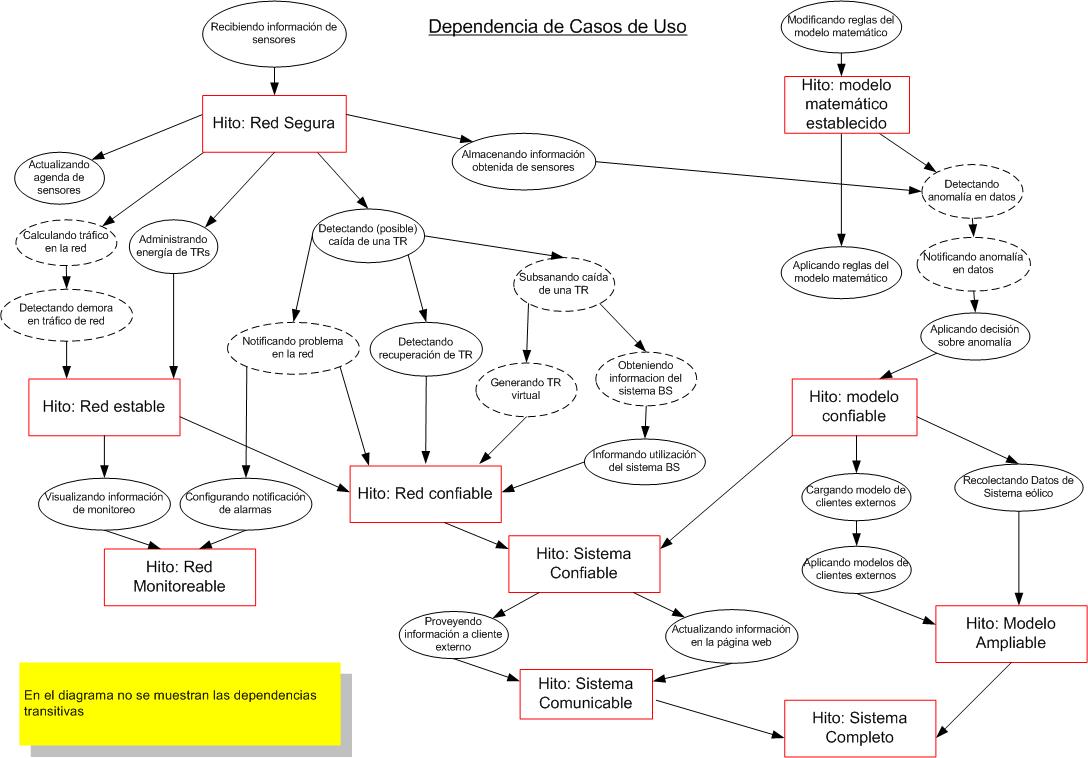 Dependencia de Casos de Uso
Recibiendo información de
sensores
Modificando reglas del
modelo matemático
Hito: Red Segura
Hito: modelo
matemático
establecido
Actualizando
agenda de
sensores
Almacenando información
obtenida de sensores
Detectando
anomalía en datos
Calculando tráfico
en la red
Administrando
energía de TRs
Detectando (posible)
caída de una TR
Subsanando caída
de una TR
Aplicando reglas del
modelo matemático
Notificando anomalía
en datos
Detectando demora
en tráfico de red
Notificando problema
en la red
Detectando
recuperación de TR
Aplicando decisión
sobre anomalía
Generando TR
virtual
Obteniendo
informacion del
sistema BS
Hito: Red estable
Hito: modelo
confiable
Informando utilización
del sistema BS
Visualizando información
de monitoreo
Configurando notificación
de alarmas
Hito: Red confiable
Cargando modelo de
clientes externos
Recolectando Datos de
Sistema eólico
Hito: Red
Monitoreable
Hito: Sistema
Confiable
Aplicando modelos de
clientes externos
Proveyendo
información a cliente
externo
Actualizando información
en la página web
Hito: Modelo
Ampliable
Hito: Sistema
Comunicable
Hito: Sistema
Completo
En el diagrama no se muestran las dependencias
transitivas